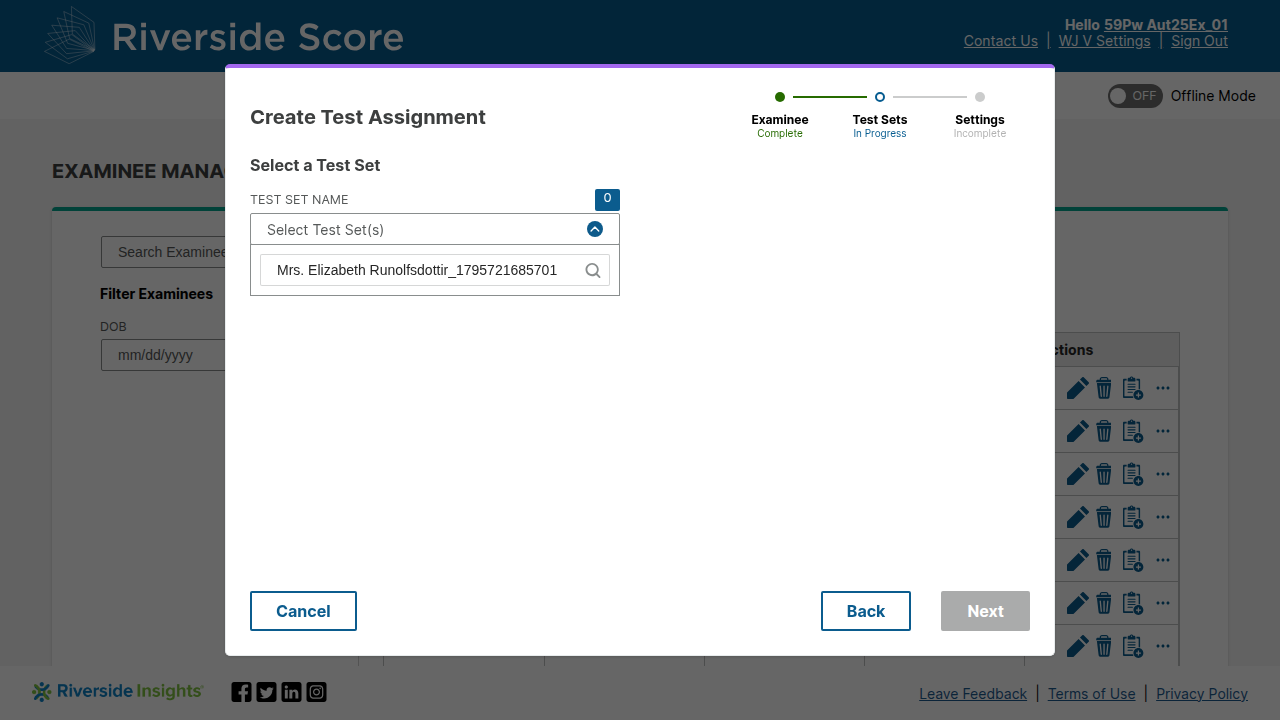 Riverside Score
Hello 59Pw Aut25Ex_01
Contact Us | WJ V Settings | Sign Out
OFF Offline Mode
Create Test Assignment
Examinee
Complete
Test Sets
In Progress
Settings
Incomplete
EXAMINEE MANA
Select a Test Set
TEST SET NAME
0
Select Test Set(s)
Search Examinee
Mrs. Elizabeth Runolfsdottir_1795721685701
Filter Examinees
DOB
mm/dd/yyyy
ctions
Cancel
Back
Next
Riverside Insights
Leave Feedback | Terms of Use | Privacy Policy